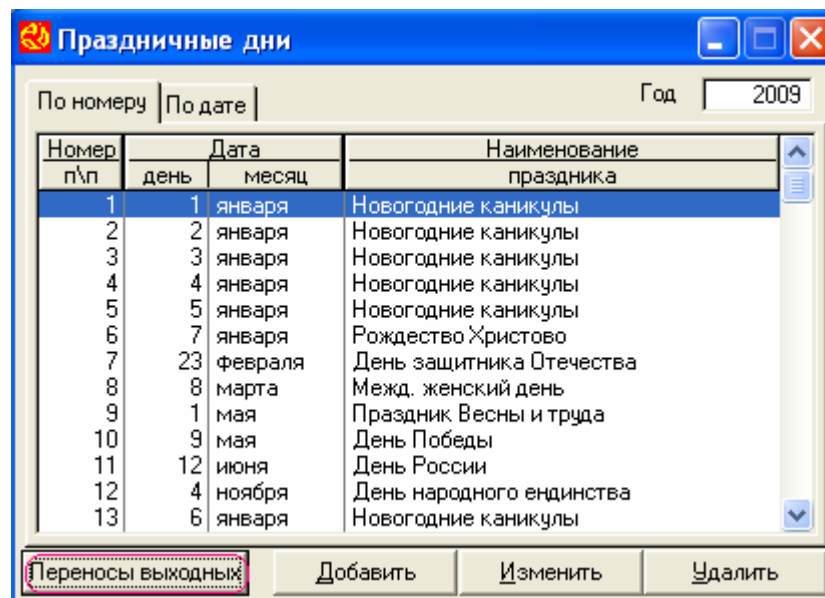 Праздничные дни
По номеру По дате Год 2009
Номер Дата Наименование
п\п день месяц праздника
1 1 января Новогодние каникулы
2 2 января Новогодние каникулы
3 3 января Новогодние каникулы
4 4 января Новогодние каникулы
5 5 января Новогодние каникулы
6 7 января Рождество Христово
7 23 февраля День защитника Отечества
8 8 марта Межд. женский день
9 1 мая Праздник Весны и труда
10 9 мая День Победы
11 12 июня День России
12 4 ноября День народного ендинства
13 6 января Новогодние каникулы
Переносы выходных Добавить Изменить Удалить